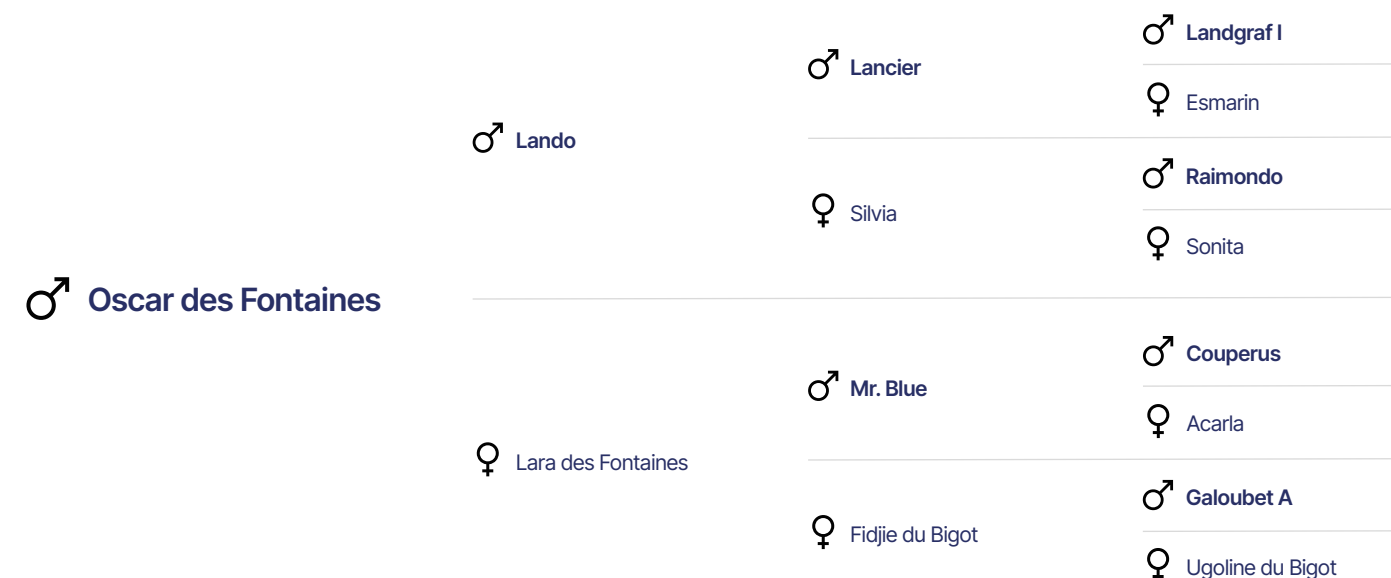 Landgraf I
Lancier
Esmarin
Lando
Raimondo
Silvia
Sonita
Oscar des Fontaines
Couperus
Mr. Blue
Acarla
Lara des Fontaines
Galoubet A
Fidjie du Bigot
Ugoline du Bigot